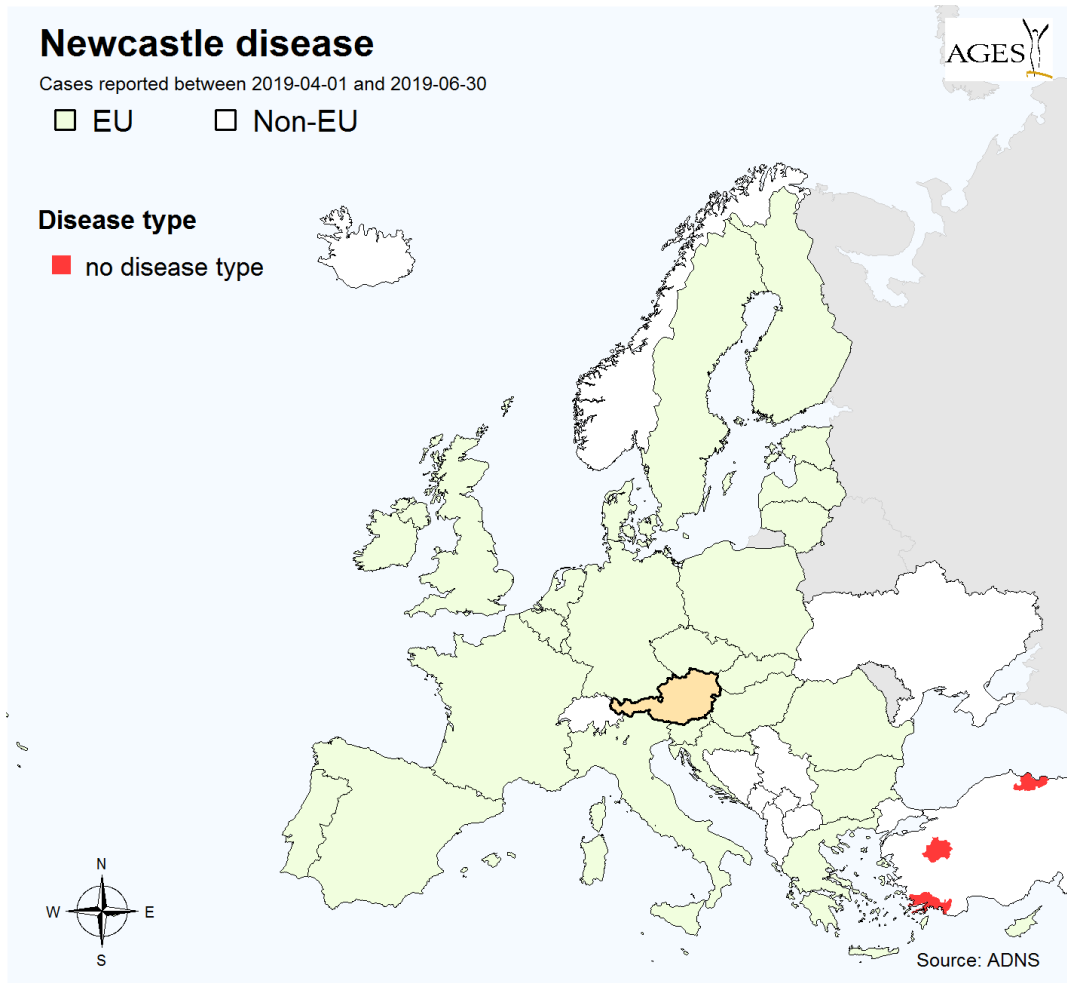 Newcastle disease
Cases reported between 2019-04-01 and 2019-06-30
EU Non-EU
AGES
Disease type
no disease type
N
W E
S
Source: ADNS